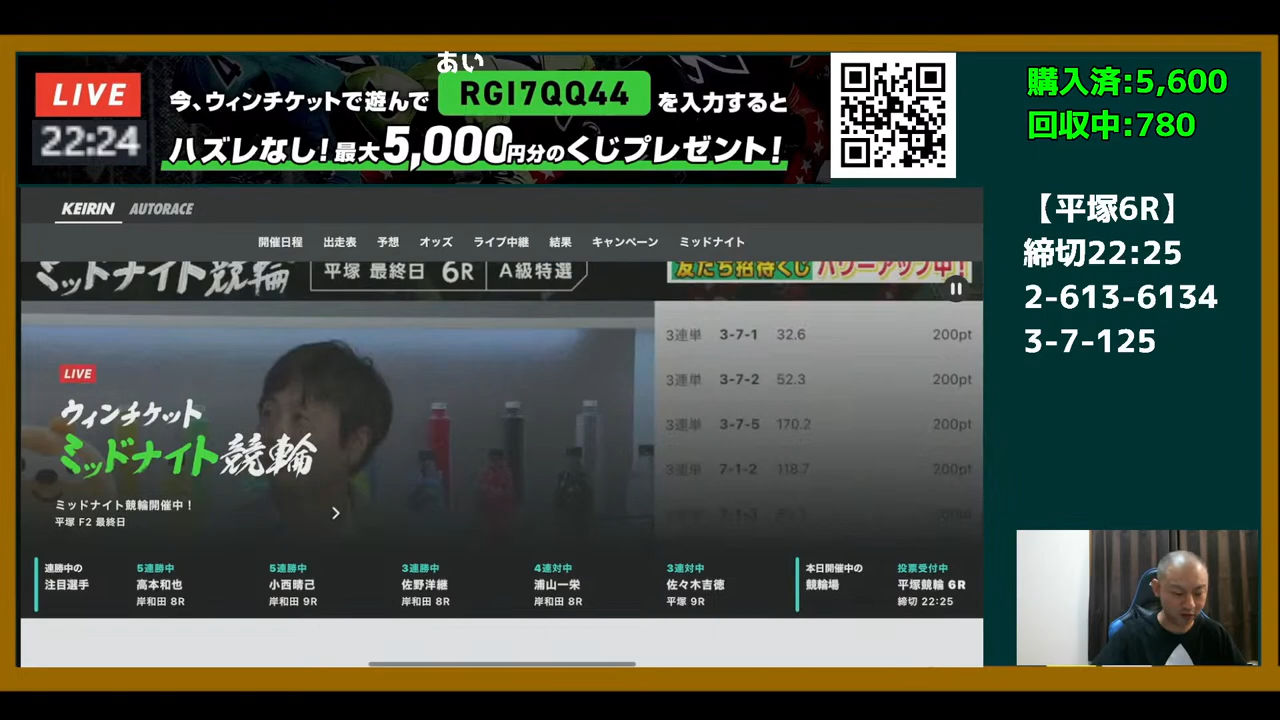 あい
LIVE
22:24
今、ウィンチケットで遊んで RGI7QQ44 を入力すると
ハズレなし!最大5,000円分のくじプレゼント!
購入済:5,600
回収中:780
【平塚6R】
締切22:25
2-613-6134
3-7-125
KEIRIN AUTORACE
開催日程 出走表 予想 オッズ ライブ中継 結果 キャンペーン ミッドナイト
ミッドナイト競輪 平塚 最終日 6R A級特選
友だち招待くじ パワーアップ中!
3連単 3-7-1 32.6 200pt
3連単 3-7-2 52.3 200pt
3連単 3-7-5 170.2 200pt
3連単 7-1-2 118.7 200pt
LIVE
ウィンチケット
ミッドナイト競輪
ミッドナイト競輪開催中!
平塚 F2 最終日
連勝中の
注目選手
5連勝中
高本和也
岸和田 8R
5連勝中
小西晴己
岸和田 9R
3連勝中
佐野洋継
岸和田 8R
4連対中
浦山一栄
岸和田 8R
3連対中
佐々木吉徳
平塚 9R
本日開催中の
競輪場
投票受付中
平塚競輪 6R
締切 22:25